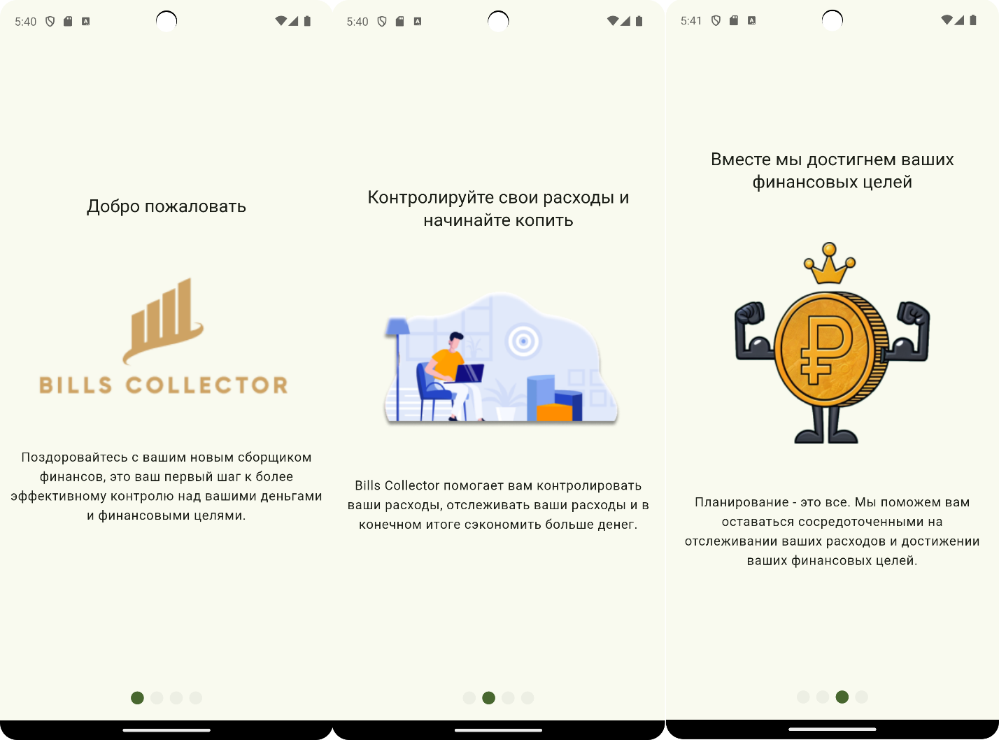 5:40
Добро пожаловать
BILLS COLLECTOR
Поздоровайтесь с вашим новым сборщиком
финансов, это ваш первый шаг к более
эффективному контролю над вашими деньгами
и финансовыми целями.
5:40
Контролируйте свои расходы и
начинайте копить
Bills Collector помогает вам контролировать
ваши расходы, отслеживать ваши расходы и в
конечном итоге сэкономить больше денег.
5:41
Вместе мы достигнем ваших
финансовых целей
Планирование - это все. Мы поможем вам
оставаться сосредоточенными на
отслеживании ваших расходов и достижении
ваших финансовых целей.